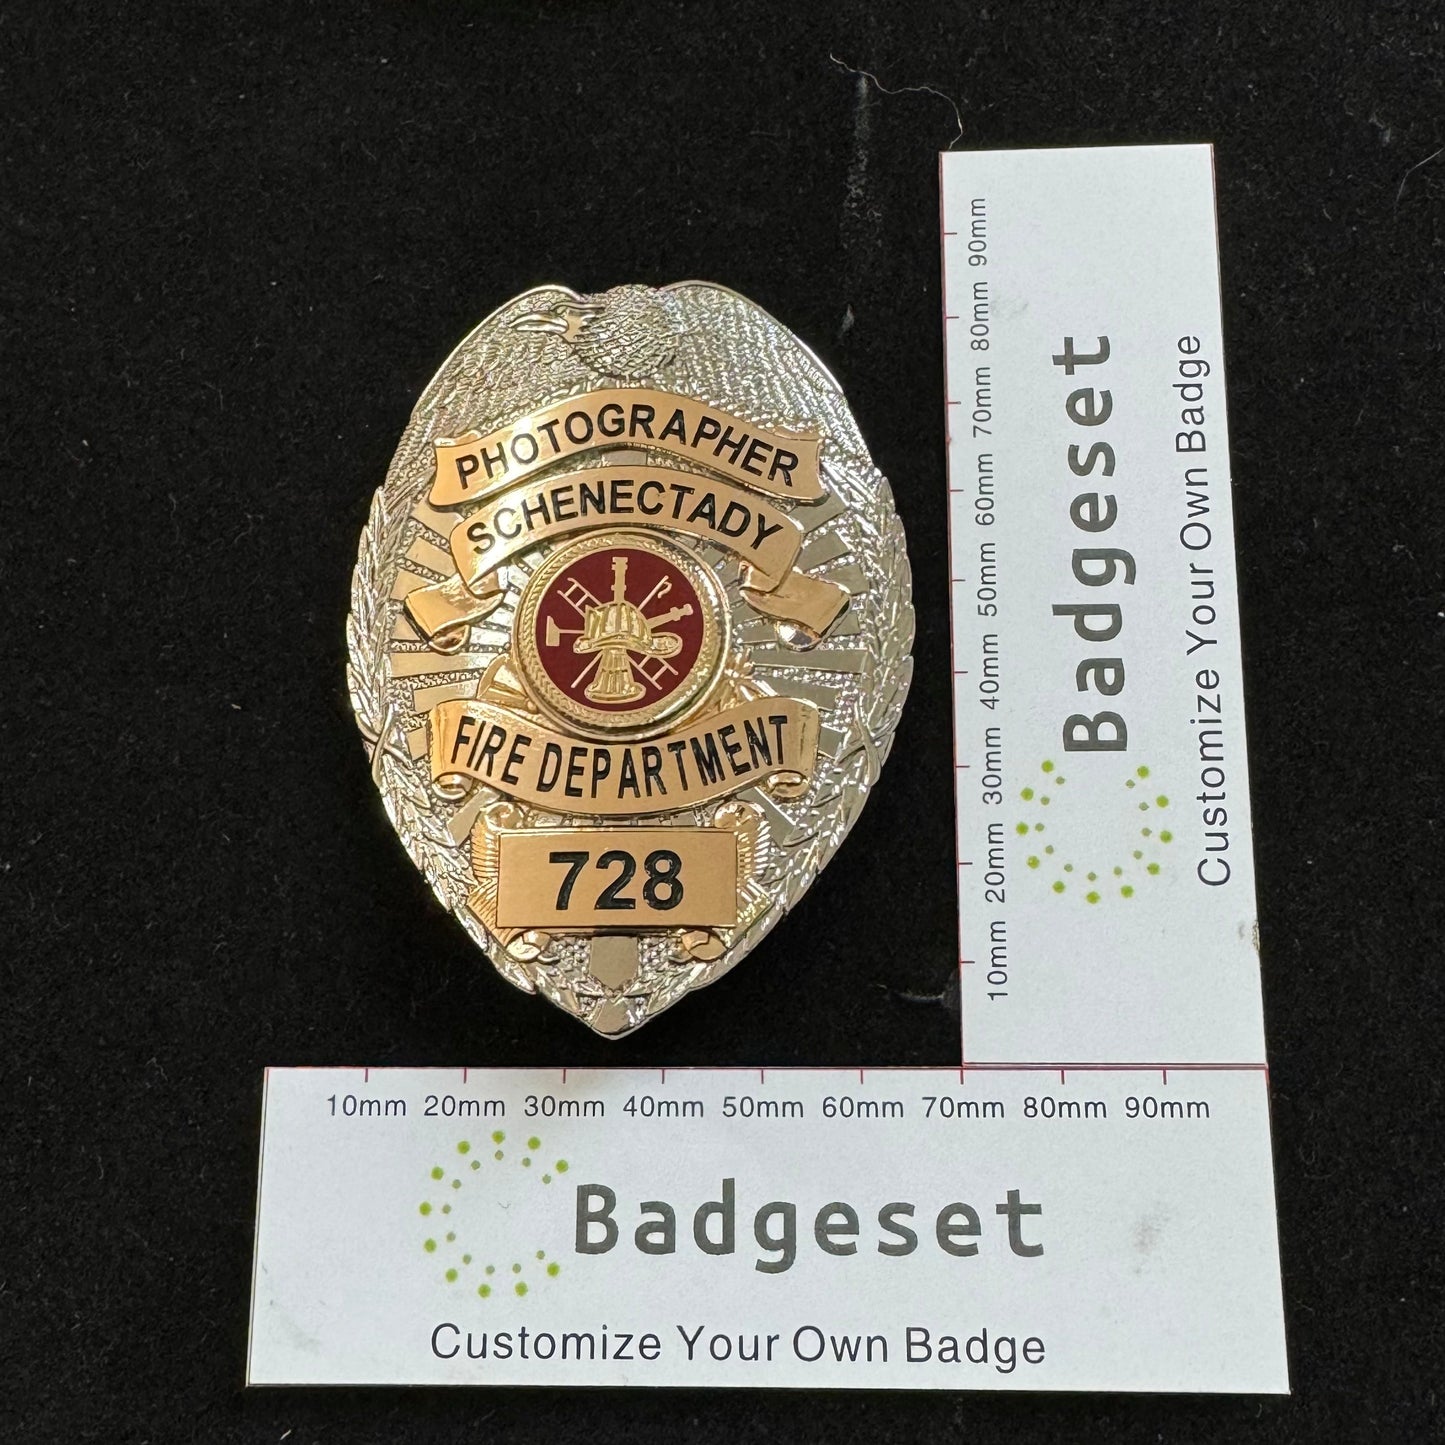 PHOTOGRAPHER
SCHENECTADY
FIRE DEPARTMENT
728
10mm 20mm 30mm 40mm 50mm 60mm 70mm 80mm 90mm
Badgeset
Customize Your Own Badge
10mm 20mm 30mm 40mm 50mm 60mm 70mm 80mm 90mm
Badgeset
Customize Your Own Badge